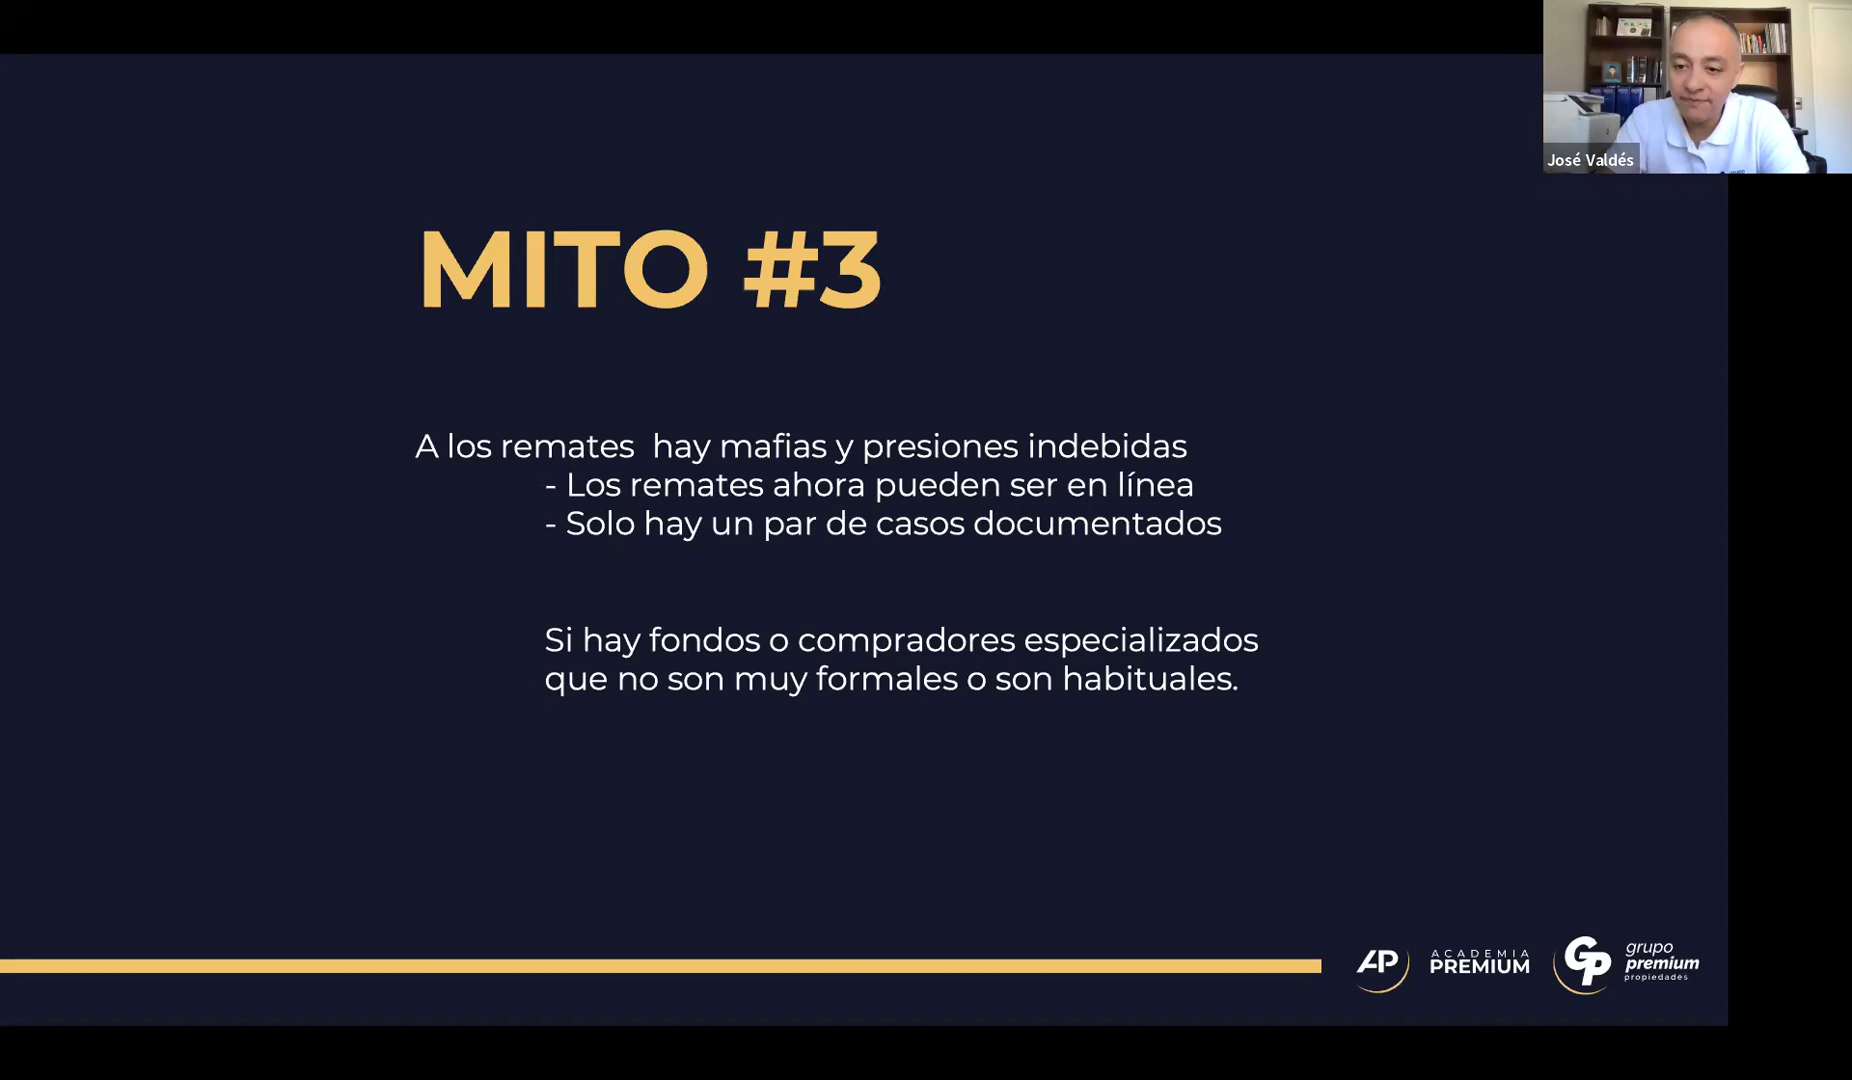 José Valdés
MITO #3
A los remates  hay mafias y presiones indebidas
- Los remates ahora pueden ser en línea
- Solo hay un par de casos documentados
Si hay fondos o compradores especializados
que no son muy formales o son habituales.
AP
ACADEMIA
PREMIUM
GP
grupo
premium
propiedades